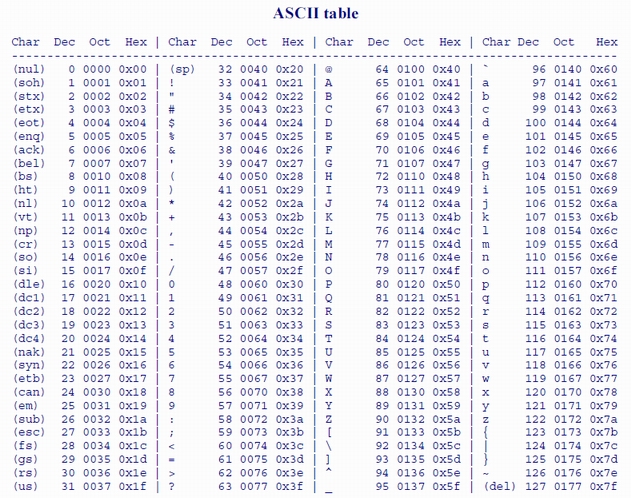 ASCII table
Char  Dec  Oct  Hex | Char  Dec  Oct  Hex | Char  Dec  Oct  Hex | Char Dec  Oct   Hex
-------------------------------------------------------------------------------------
(nul)   0 0000 0x00 | (sp)   32 0040 0x20 | @      64 0100 0x40 | `      96 0140 0x60
(soh)   1 0001 0x01 | !      33 0041 0x21 | A      65 0101 0x41 | a      97 0141 0x61
(stx)   2 0002 0x02 | "      34 0042 0x22 | B      66 0102 0x42 | b      98 0142 0x62
(etx)   3 0003 0x03 | #      35 0043 0x23 | C      67 0103 0x43 | c      99 0143 0x63
(eot)   4 0004 0x04 | $      36 0044 0x24 | D      68 0104 0x44 | d     100 0144 0x64
(enq)   5 0005 0x05 | %      37 0045 0x25 | E      69 0105 0x45 | e     101 0145 0x65
(ack)   6 0006 0x06 | &      38 0046 0x26 | F      70 0106 0x46 | f     102 0146 0x66
(bel)   7 0007 0x07 | '      39 0047 0x27 | G      71 0107 0x47 | g     103 0147 0x67
(bs)    8 0010 0x08 | (      40 0050 0x28 | H      72 0110 0x48 | h     104 0150 0x68
(ht)    9 0011 0x09 | )      41 0051 0x29 | I      73 0111 0x49 | i     105 0151 0x69
(nl)   10 0012 0x0a | *      42 0052 0x2a | J      74 0112 0x4a | j     106 0152 0x6a
(vt)   11 0013 0x0b | +      43 0053 0x2b | K      75 0113 0x4b | k     107 0153 0x6b
(np)   12 0014 0x0c | ,      44 0054 0x2c | L      76 0114 0x4c | l     108 0154 0x6c
(cr)   13 0015 0x0d | -      45 0055 0x2d | M      77 0115 0x4d | m     109 0155 0x6d
(so)   14 0016 0x0e | .      46 0056 0x2e | N      78 0116 0x4e | n     110 0156 0x6e
(si)   15 0017 0x0f | /      47 0057 0x2f | O      79 0117 0x4f | o     111 0157 0x6f
(dle)  16 0020 0x10 | 0      48 0060 0x30 | P      80 0120 0x50 | p     112 0160 0x70
(dc1)  17 0021 0x11 | 1      49 0061 0x31 | Q      81 0121 0x51 | q     113 0161 0x71
(dc2)  18 0022 0x12 | 2      50 0062 0x32 | R      82 0122 0x52 | r     114 0162 0x72
(dc3)  19 0023 0x13 | 3      51 0063 0x33 | S      83 0123 0x53 | s     115 0163 0x73
(dc4)  20 0024 0x14 | 4      52 0064 0x34 | T      84 0124 0x54 | t     116 0164 0x74
(nak)  21 0025 0x15 | 5      53 0065 0x35 | U      85 0125 0x55 | u     117 0165 0x75
(syn)  22 0026 0x16 | 6      54 0066 0x36 | V      86 0126 0x56 | v     118 0166 0x76
(etb)  23 0027 0x17 | 7      55 0067 0x37 | W      87 0127 0x57 | w     119 0167 0x77
(can)  24 0030 0x18 | 8      56 0070 0x38 | X      88 0130 0x58 | x     120 0170 0x78
(em)   25 0031 0x19 | 9      57 0071 0x39 | Y      89 0131 0x59 | y     121 0171 0x79
(sub)  26 0032 0x1a | :      58 0072 0x3a | Z      90 0132 0x5a | z     122 0172 0x7a
(esc)  27 0033 0x1b | ;      59 0073 0x3b | [      91 0133 0x5b | {     123 0173 0x7b
(fs)   28 0034 0x1c | <      60 0074 0x3c | \      92 0134 0x5c | |     124 0174 0x7c
(gs)   29 0035 0x1d | =      61 0075 0x3d | ]      93 0135 0x5d | }     125 0175 0x7d
(rs)   30 0036 0x1e | >      62 0076 0x3e | ^      94 0136 0x5e | ~     126 0176 0x7e
(us)   31 0037 0x1f | ?      63 0077 0x3f | _      95 0137 0x5f | (del) 127 0177 0x7f